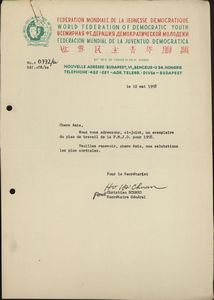 FEDERATION MONDIALE DE LA JEUNESSE DEMOCRATIQUE
WORLD FEDERATION OF DEMOCRATIC YOUTH
ВСЕМИРНАЯ ФЕДЕРАЦИЯ ДЕМОКРАТИЧЕСКОЙ МОЛОДЕЖИ
FEDERACION MUNDIAL DE LA JUVENTUD DEMOCRATICA
世界民主青年聯盟
NOUVELLE ADRESSE: BUDAPEST, VI, BENCZUR U 34, HONGRIE
le 12 mai 1958
Chers Amis,
Nous vous adressons, ci-joint, un exemplaire
du plan de travail de la F.M.J.D. pour 1958.
Veuillez recevoir, chers Amis, nos salutations
les plus cordiales.
Pour le Secrétariat
Christian
Secrétaire Général